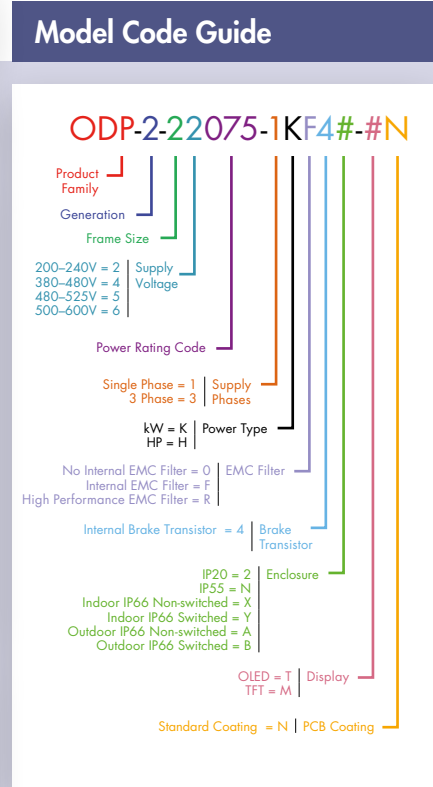 Model Code Guide
ODP-2-22075-1KF4#-#N
Product
Family
Generation
Frame Size
200–240V = 2
380–480V = 4
480–525V = 5
500–600V = 6
Supply
Voltage
Power Rating Code
Single Phase = 1
3 Phase = 3
Supply
Phases
kW = K
HP = H
Power Type
No Internal EMC Filter = 0
Internal EMC Filter = F
High Performance EMC Filter = R
EMC Filter
Internal Brake Transistor = 4
Brake
Transistor
IP20 = 2
IP55 = N
Indoor IP66 Non-switched = X
Indoor IP66 Switched = Y
Outdoor IP66 Non-switched = A
Outdoor IP66 Switched = B
Enclosure
OLED = T
TFT = M
Display
Standard Coating = N
PCB Coating